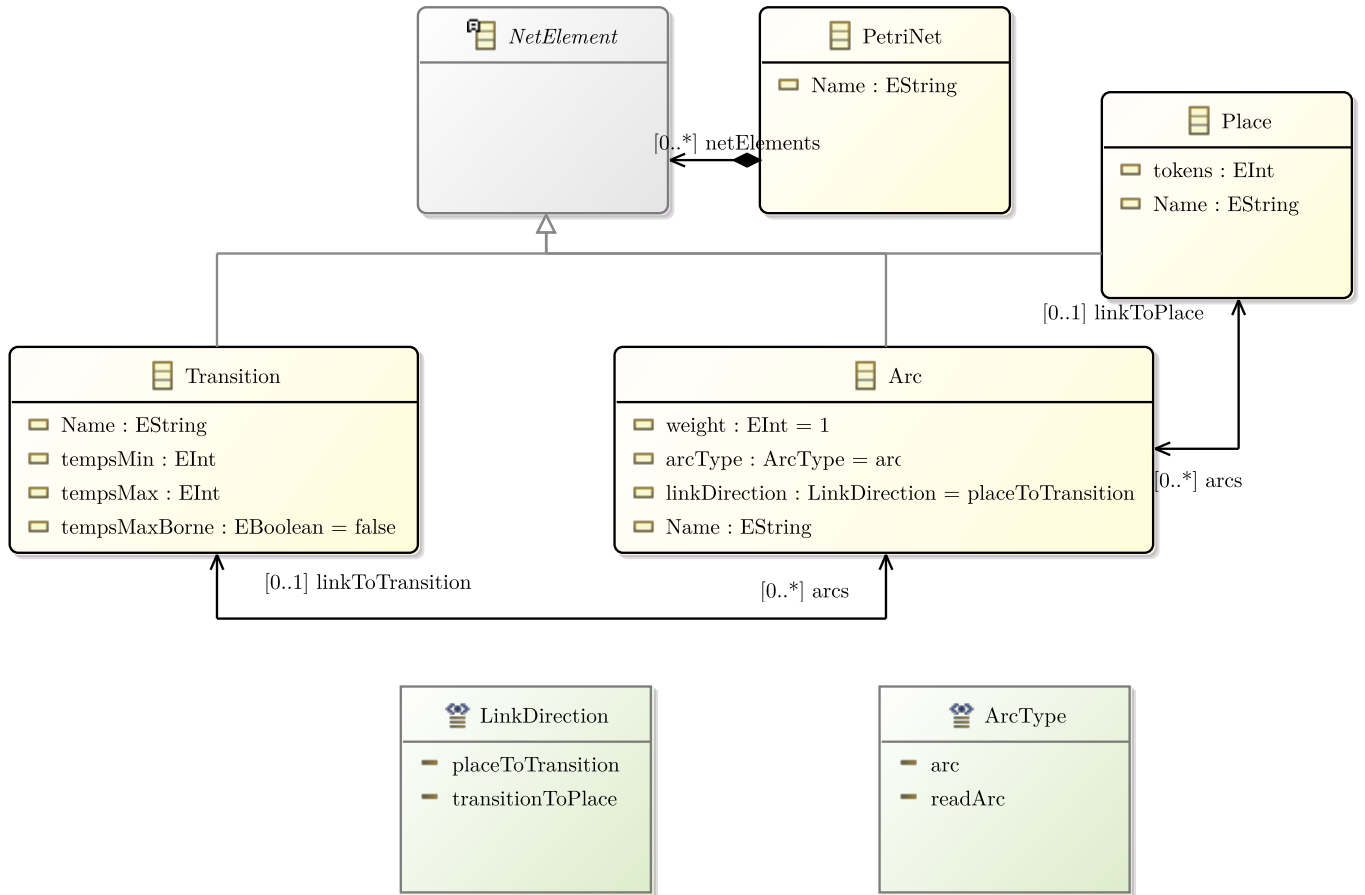 NetElement
PetriNet
Name : EString
[0..*] netElements
Place
tokens : EInt
Name : EString
[0..1] linkToPlace
Transition
Name : EString
tempsMin : EInt
tempsMax : EInt
tempsMaxBorne : EBoolean = false
Arc
weight : EInt = 1
arcType : ArcType = arc
linkDirection : LinkDirection = placeToTransition
Name : EString
[0..*] arcs
[0..1] linkToTransition
[0..*] arcs
LinkDirection
placeToTransition
transitionToPlace
ArcType
arc
readArc